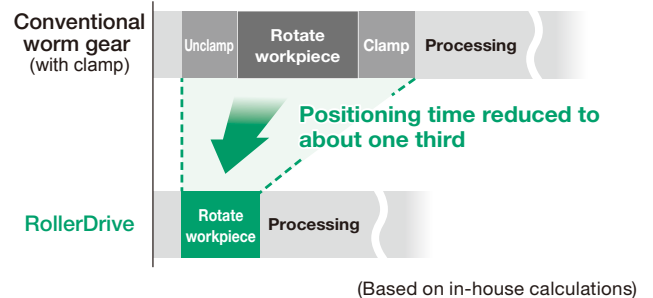 Conventional
worm gear
(with clamp)
Unclamp
Rotate
workpiece
Clamp
Processing
Positioning time reduced to
about one third
RollerDrive
Rotate
workpiece
Processing
(Based on in-house calculations)